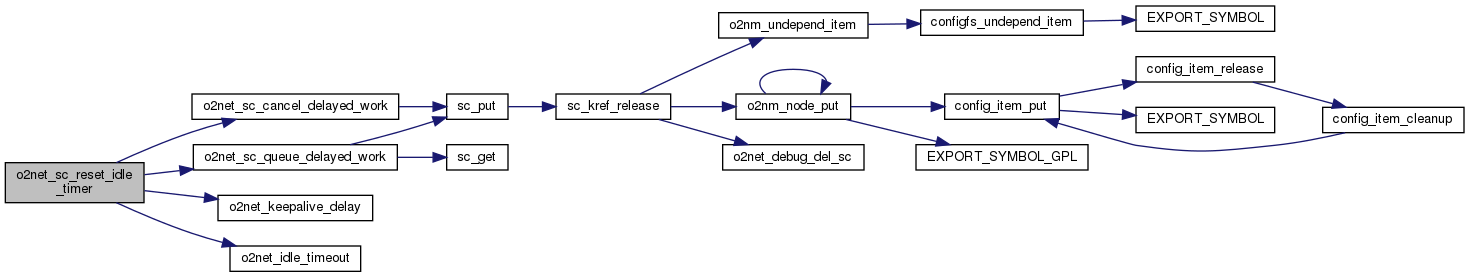 o2nm_undepend_item
configfs_undepend_item
EXPORT_SYMBOL
config_item_release
o2net_sc_cancel_delayed_work
sc_put
sc_kref_release
o2nm_node_put
config_item_put
EXPORT_SYMBOL
config_item_cleanup
o2net_sc_queue_delayed_work
sc_get
o2net_debug_del_sc
EXPORT_SYMBOL_GPL
o2net_sc_reset_idle
_timer
o2net_keepalive_delay
o2net_idle_timeout